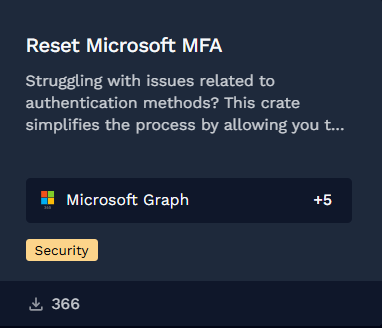 Reset Microsoft MFA
Struggling with issues related to
authentication methods? This crate
simplifies the process by allowing you t...
Microsoft Graph +5
Security
366